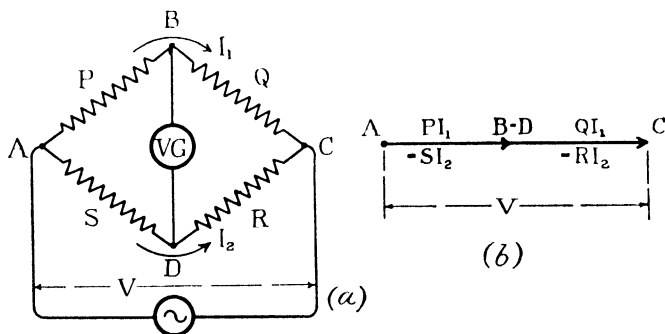 B
I₁
P
Q
A
VG
C
S
R
I₂
D
V
(a)
A PI₁ B-D QI₁ C
-SI₂ -RI₂
V
(b)